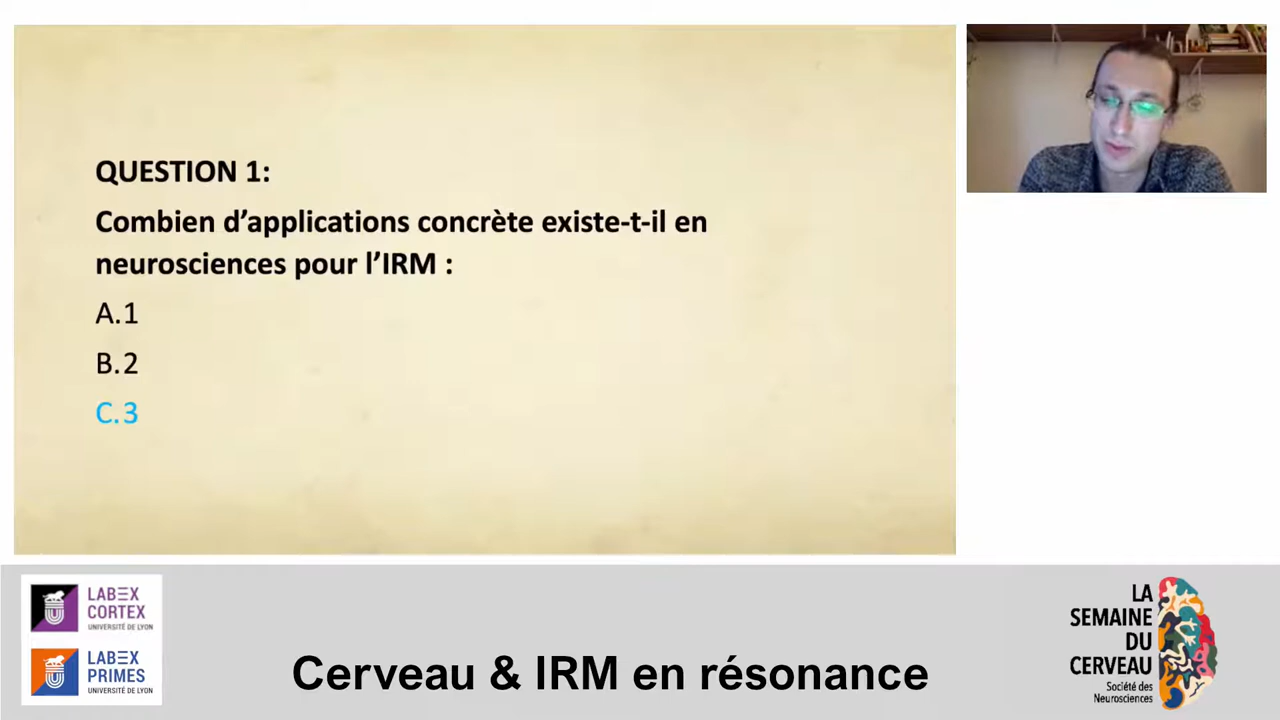 QUESTION 1:
Combien d'applications concrète existe-t-il en
neurosciences pour l'IRM :
A.1
B.2
C.3
LABEX
CORTEX
UNIVERSITÉ DE LYON
LABEX
PRIMES
UNIVERSITÉ DE LYON
Cerveau & IRM en résonance
LA
SEMAINE
DU
CERVEAU
Société des
Neurosciences